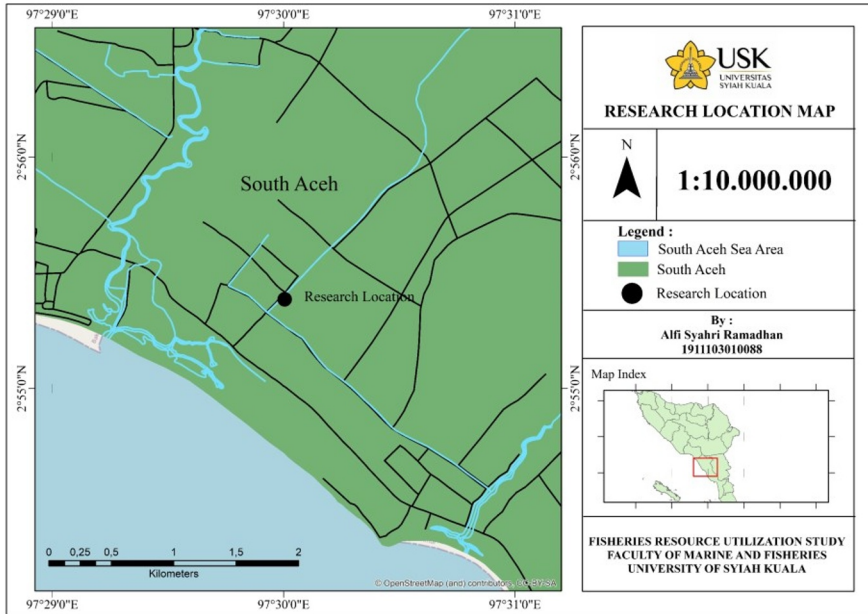 97°29'0"E
97°30'0"E
97°31'0"E
2°56'0"N
2°56'0"N
South Aceh
Research Location
2°55'0"N
2°55'0"N
0 0,25 0,5 1 1,5 2
Kilometers
© OpenStreetMap (and) contributors, CC-BY-SA
97°29'0"E
97°30'0"E
97°31'0"E
USK
UNIVERSITAS
SYIAH KUALA
RESEARCH LOCATION MAP
N
1:10.000.000
Legend :
South Aceh Sea Area
South Aceh
Research Location
By :
Alfi Syahri Ramadhan
1911103010088
Map Index
FISHERIES RESOURCE UTILIZATION STUDY
FACULTY OF MARINE AND FISHERIES
UNIVERSITY OF SYIAH KUALA